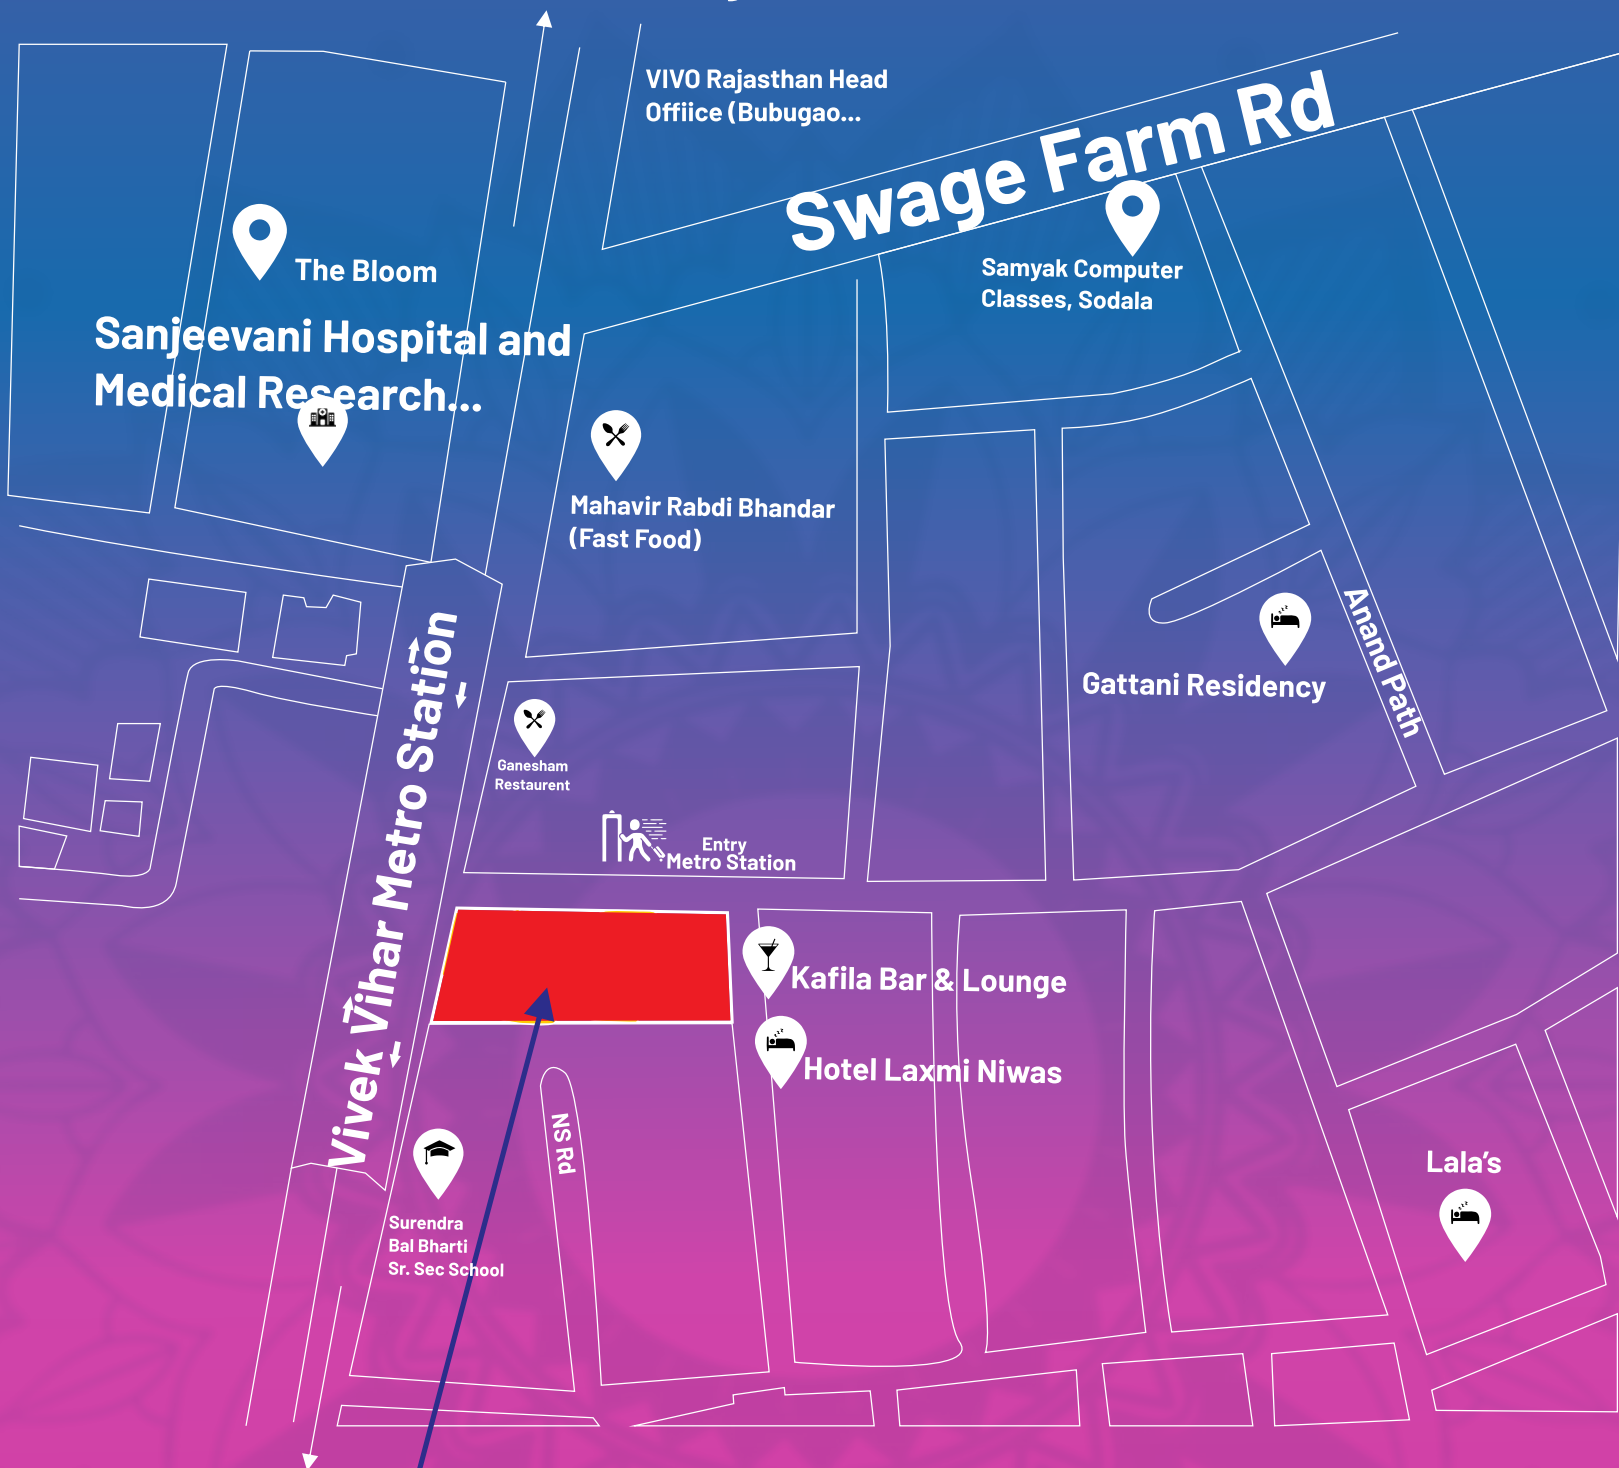 VIVO Rajasthan Head
Offiice (Bubugao...
Swage Farm Rd
The Bloom
Samyak Computer
Classes, Sodala
Sanjeevani Hospital and
Medical Research...
Mahavir Rabdi Bhandar
(Fast Food)
Anand Path
Gattani Residency
Vivek Vihar Metro Station
Ganesham
Restaurent
Entry
Metro Station
Kafila Bar & Lounge
Hotel Laxmi Niwas
NS Rd
Lala's
Surendra
Bal Bharti
Sr. Sec School